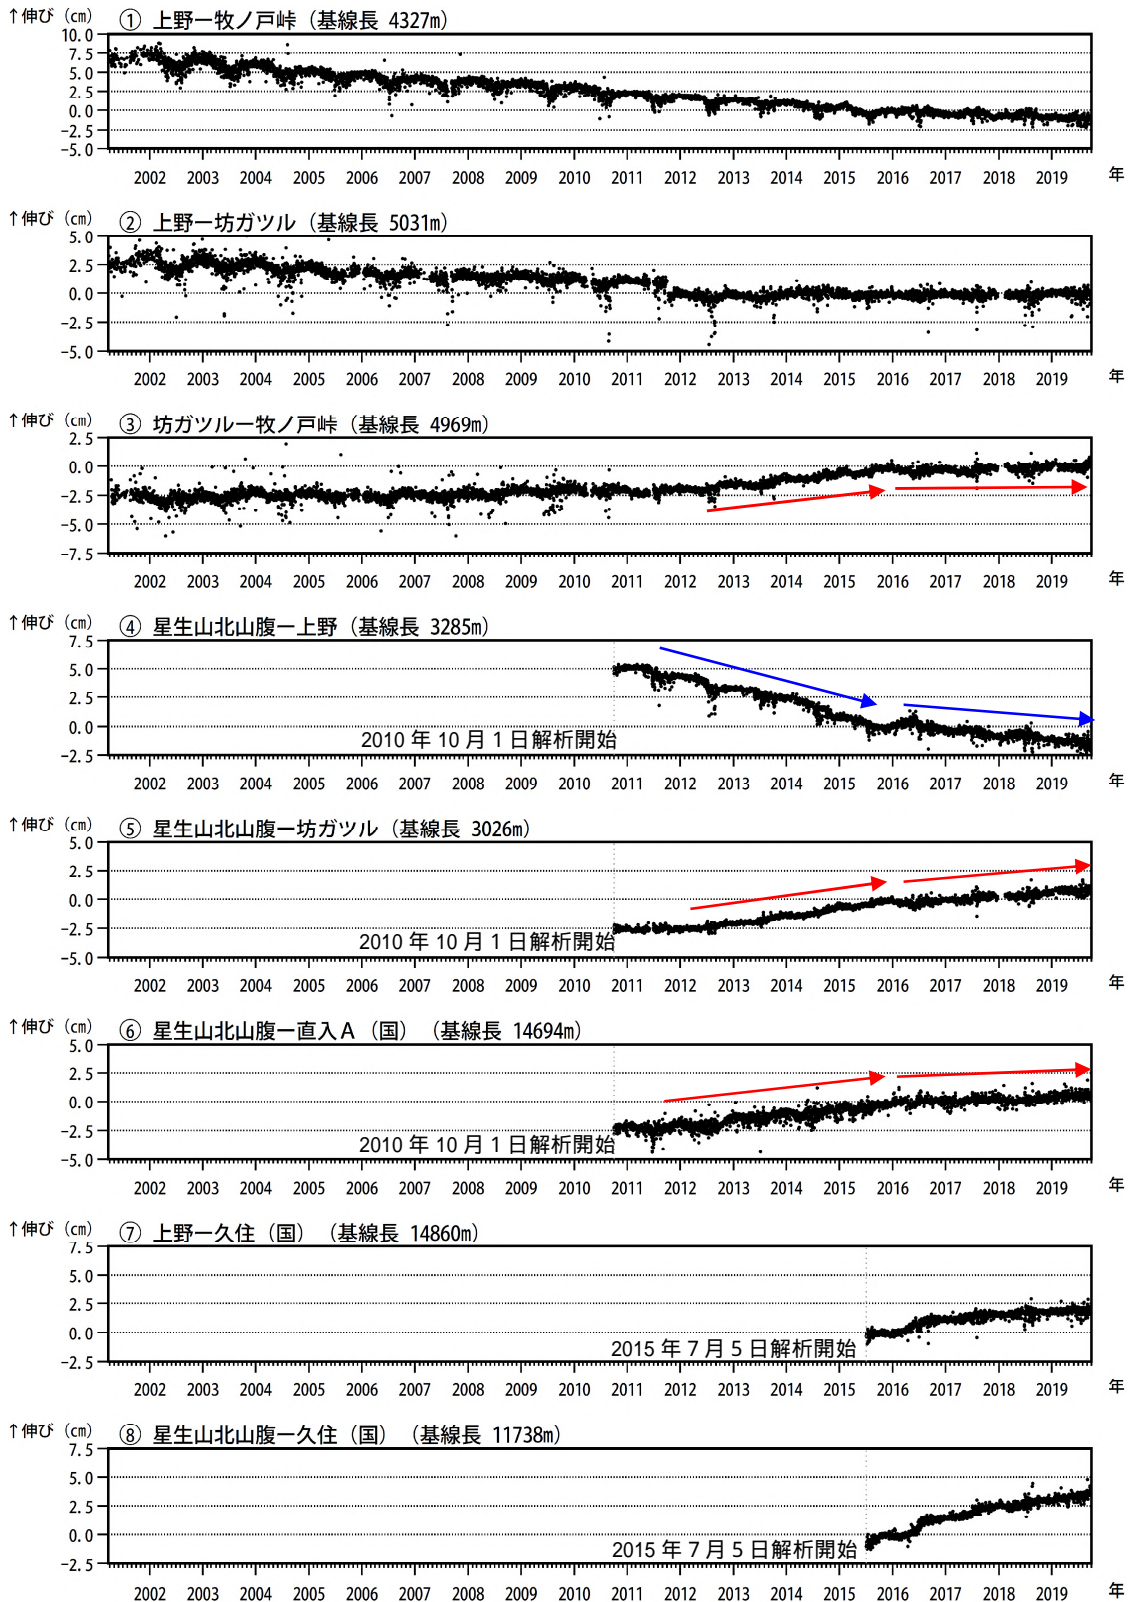 ↑伸び（cm） ① 上野ー牧ノ戸峠（基線長 4327m）
10.0
7.5
5.0
2.5
0.0
−2.5
−5.0
2002 2003 2004 2005 2006 2007 2008 2009 2010 2011 2012 2013 2014 2015 2016 2017 2018 2019 年
↑伸び（cm） ② 上野ー坊ガツル（基線長 5031m）
5.0
2.5
0.0
−2.5
−5.0
2002 2003 2004 2005 2006 2007 2008 2009 2010 2011 2012 2013 2014 2015 2016 2017 2018 2019 年
↑伸び（cm） ③ 坊ガツルー牧ノ戸峠（基線長 4969m）
2.5
0.0
−2.5
−5.0
−7.5
2002 2003 2004 2005 2006 2007 2008 2009 2010 2011 2012 2013 2014 2015 2016 2017 2018 2019 年
↑伸び（cm） ④ 星生山北山腹ー上野（基線長 3285m）
7.5
5.0
2.5
0.0
2010 年 10 月 1 日解析開始
−2.5
2002 2003 2004 2005 2006 2007 2008 2009 2010 2011 2012 2013 2014 2015 2016 2017 2018 2019 年
↑伸び（cm） ⑤ 星生山北山腹ー坊ガツル（基線長 3026m）
5.0
2.5
0.0
−2.5
2010 年 10 月 1 日解析開始
−5.0
2002 2003 2004 2005 2006 2007 2008 2009 2010 2011 2012 2013 2014 2015 2016 2017 2018 2019 年
↑伸び（cm） ⑥ 星生山北山腹ー直入Ａ（国）（基線長 14694m）
5.0
2.5
0.0
−2.5
2010 年 10 月 1 日解析開始
−5.0
2002 2003 2004 2005 2006 2007 2008 2009 2010 2011 2012 2013 2014 2015 2016 2017 2018 2019 年
↑伸び（cm） ⑦ 上野ー久住（国）（基線長 14860m）
7.5
5.0
2.5
0.0
2015 年 7 月 5 日解析開始
−2.5
2002 2003 2004 2005 2006 2007 2008 2009 2010 2011 2012 2013 2014 2015 2016 2017 2018 2019 年
↑伸び（cm） ⑧ 星生山北山腹ー久住（国）（基線長 11738m）
7.5
5.0
2.5
0.0
2015 年 7 月 5 日解析開始
−2.5
2002 2003 2004 2005 2006 2007 2008 2009 2010 2011 2012 2013 2014 2015 2016 2017 2018 2019 年